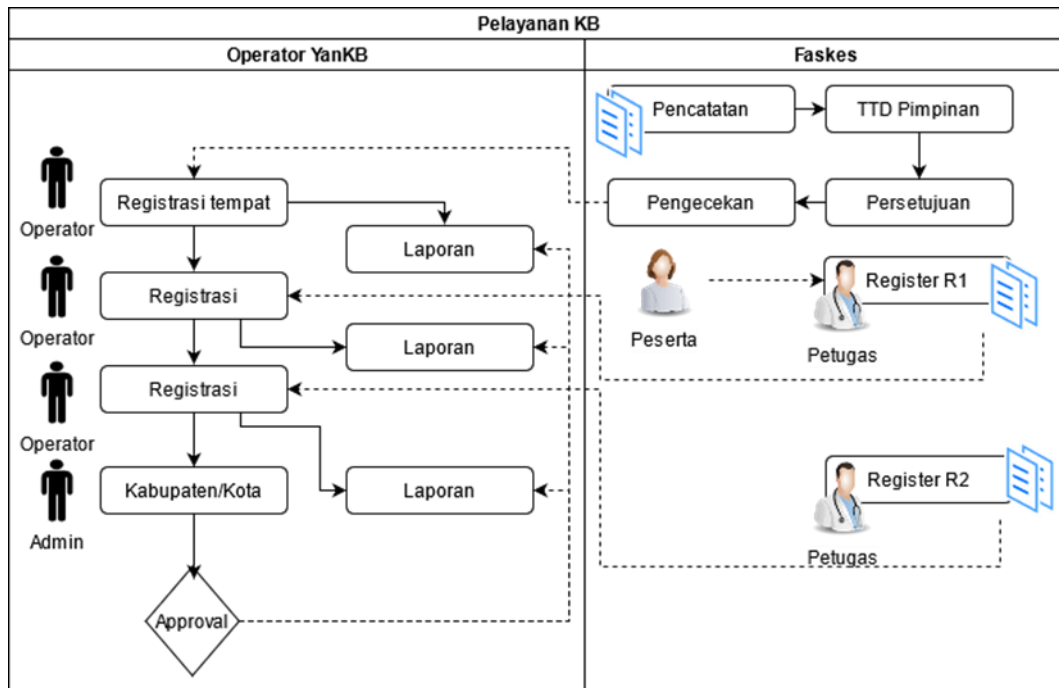 Pelayanan KB
Operator YanKB
Faskes
Pencatatan
TTD Pimpinan
Operator
Registrasi tempat
Pengecekan
Persetujuan
Laporan
Operator
Registrasi
Peserta
Register R1
Petugas
Laporan
Operator
Registrasi
Admin
Kabupaten/Kota
Laporan
Register R2
Petugas
Approval